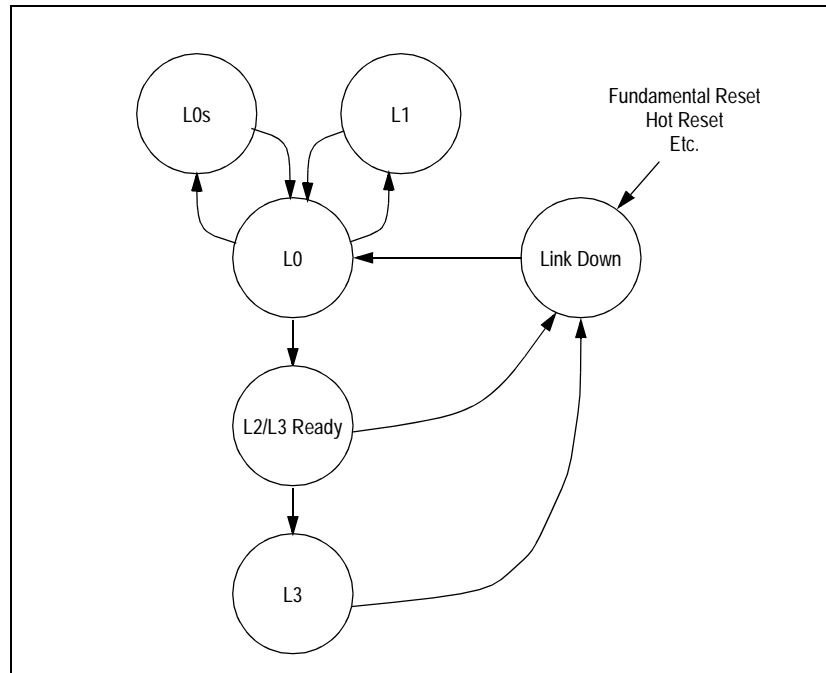 L0s
L1
Fundamental Reset
Hot Reset
Etc.
L0
Link Down
L2/L3 Ready
L3